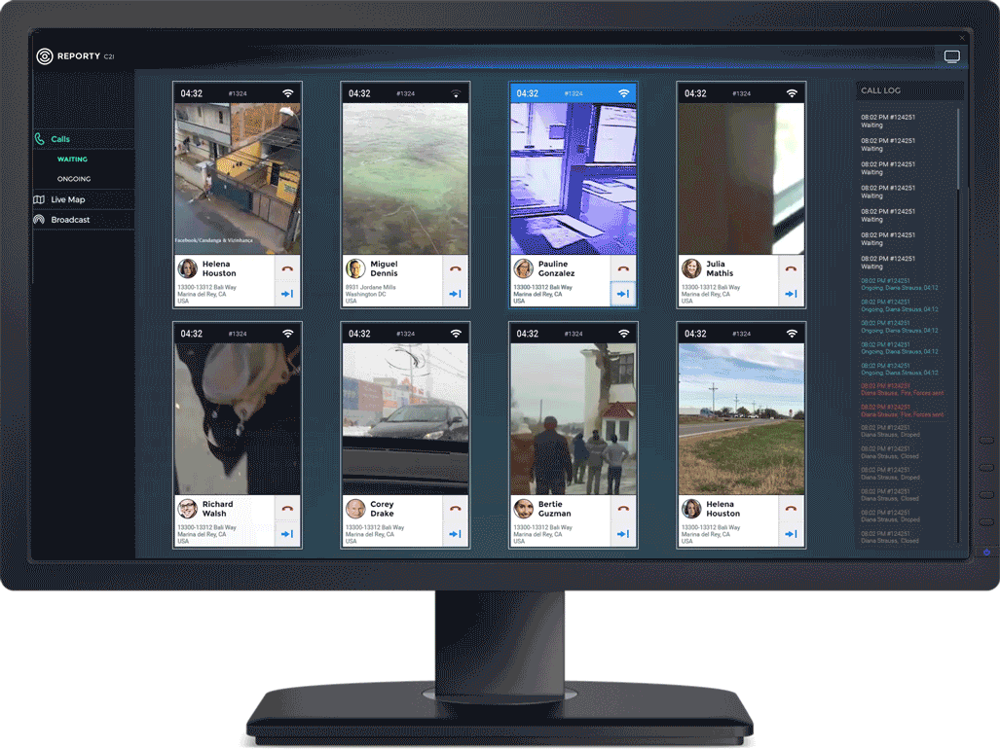 REPORTY C2I
Calls
WAITING
ONGOING
Live Map
Broadcast
04:32 #1324
Facebook/Candanga & Vizinhança
Helena
Houston
13300-13312 Bali Way
Marina del Rey, CA
USA
04:32 #1324
Miguel
Dennis
8931 Jordane Mills
Washington DC
USA
04:32 #1324
Pauline
Gonzalez
13300-13312 Bali Way
Marina del Rey, CA
USA
04:32 #1324
Julia
Mathis
13300-13312 Bali Way
Marina del Rey, CA
USA
04:32 #1324
Richard
Walsh
13300-13312 Bali Way
Marina del Rey, CA
USA
04:32 #1324
Corey
Drake
13300-13312 Bali Way
Marina del Rey, CA
USA
04:32 #1324
Bertie
Guzman
13300-13312 Bali Way
Marina del Rey, CA
USA
04:32 #1324
Helena
Houston
13300-13312 Bali Way
Marina del Rey, CA
USA
CALL LOG
08:02 PM #124251
Waiting
08:02 PM #124251
Waiting
08:02 PM #124251
Waiting
08:02 PM #124251
Waiting
08:02 PM #124251
Waiting
08:02 PM #124251
Waiting
08:02 PM #124251
Waiting
08:02 PM #124251
Ongoing, Diana Strauss, 04:12
08:02 PM #124251
Ongoing, Diana Strauss, 04:12
08:02 PM #124251
Ongoing, Diana Strauss, 04:12
08:02 PM #124251
Ongoing, Diana Strauss, 04:12
08:02 PM #124251
Ongoing, Diana Strauss, 04:12
08:02 PM #124251
Diana Strauss, Fire, Forces sent
08:02 PM #124251
Diana Strauss, Fire, Forces sent
08:02 PM #124251
Diana Strauss, Droped
08:02 PM #124251
Diana Strauss, Closed
08:02 PM #124251
Diana Strauss, Droped
08:02 PM #124251
Diana Strauss, Closed
08:02 PM #124251
Diana Strauss, Droped
08:02 PM #124251
Diana Strauss, Closed